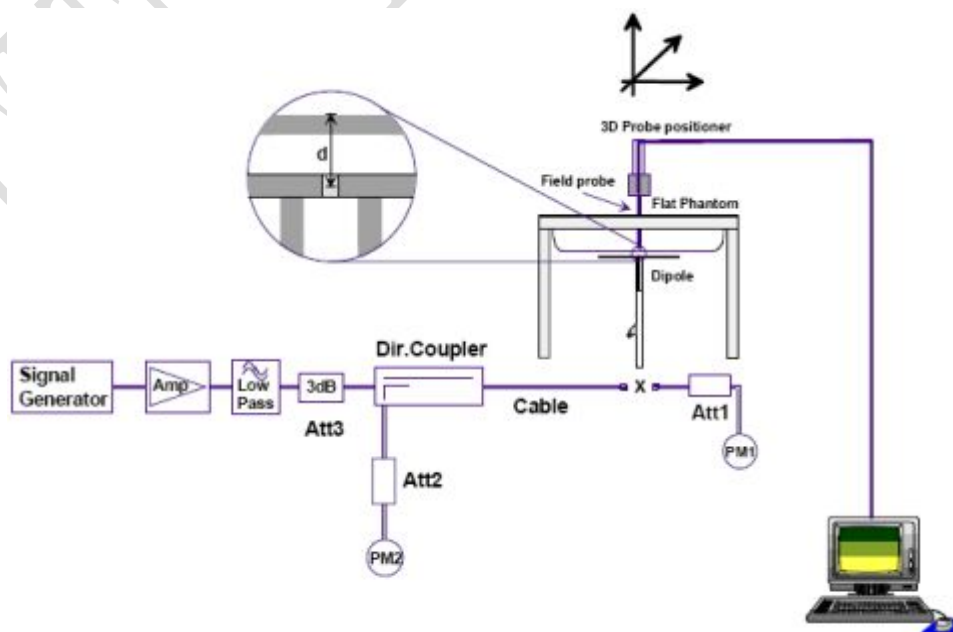 3D Probe positioner
d
Field probe
Flat Phantom
Dipole
Dir.Coupler
Signal
Generator
Amp
Low
Pass
3dB
Att3
Cable
X
Att1
PM1
Att2
PM2